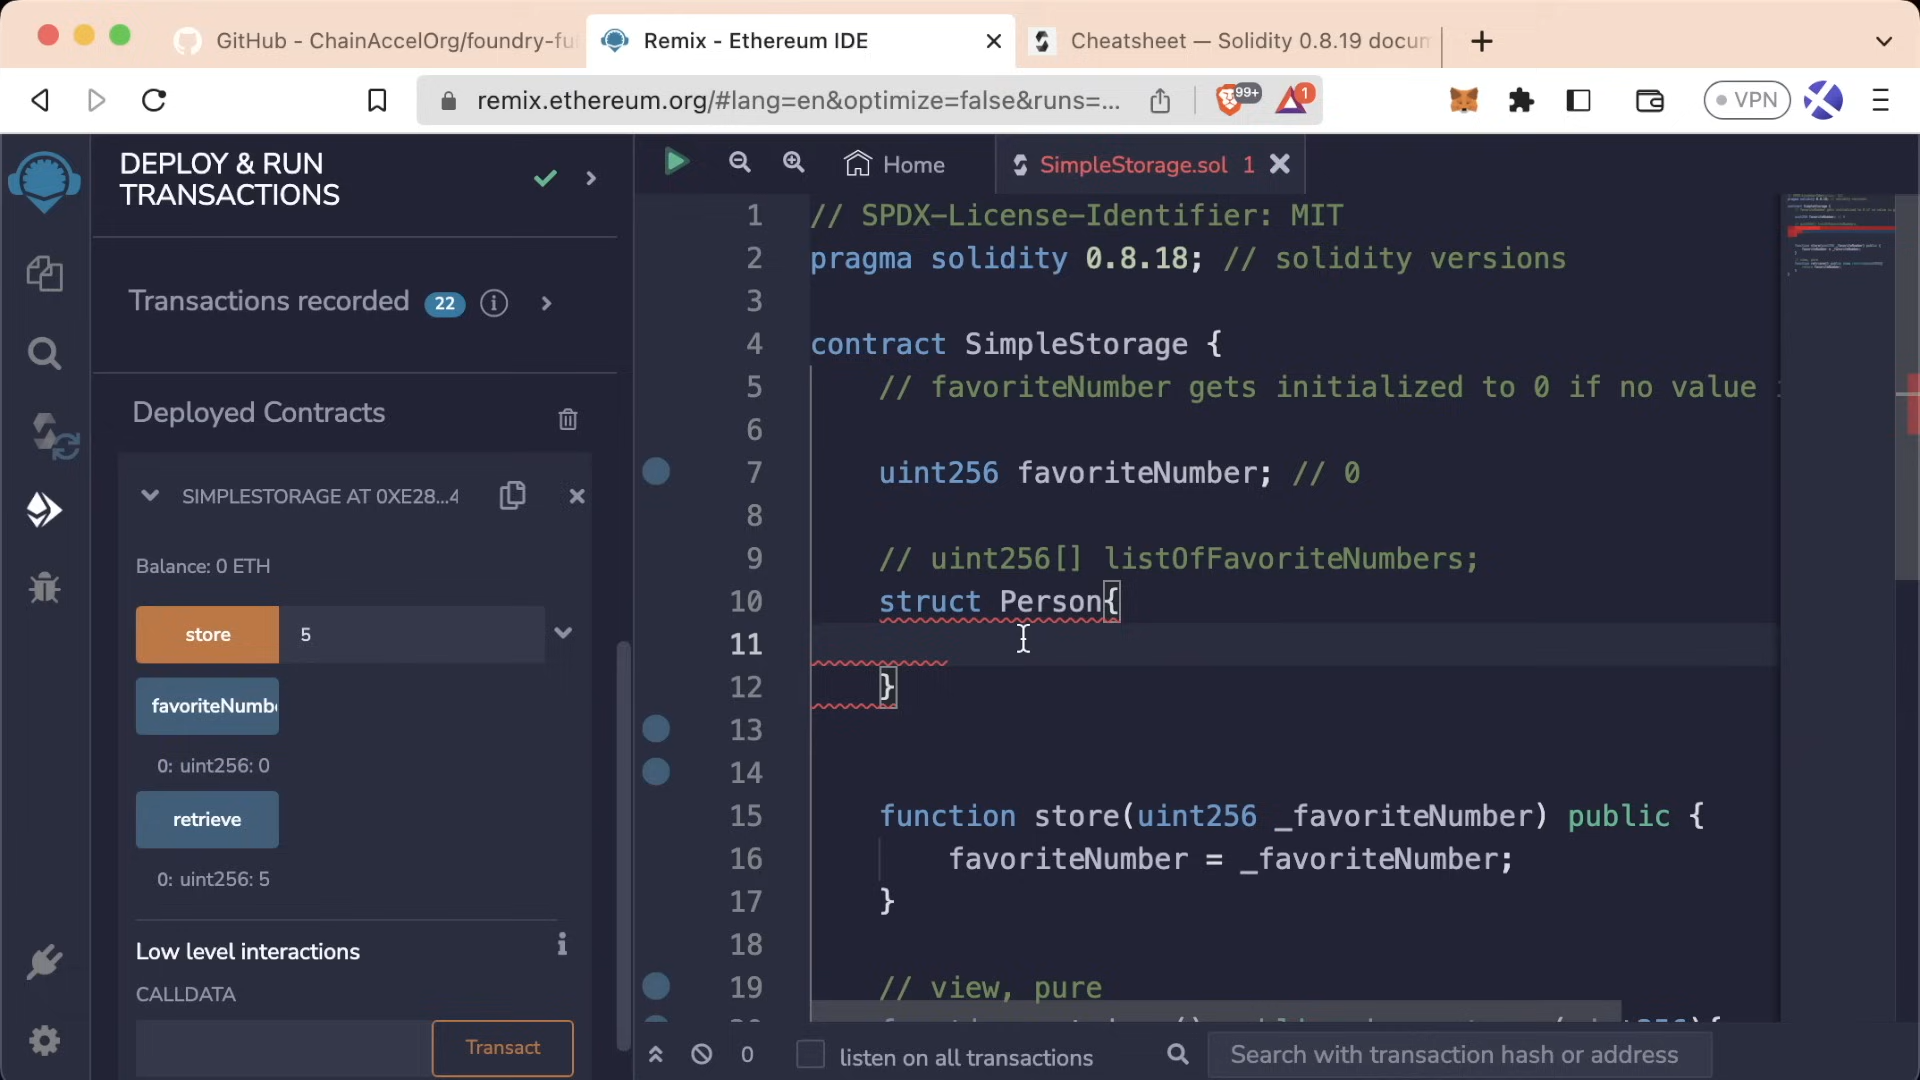 GitHub - ChainAccelOrg/foundry-fu
Remix - Ethereum IDE
Cheatsheet — Solidity 0.8.19 docum
remix.ethereum.org/#lang=en&optimize=false&runs=...
99+
1
VPN
DEPLOY & RUN
TRANSACTIONS
Transactions recorded 22 i
Deployed Contracts
SIMPLESTORAGE AT 0XE28...4
Balance: 0 ETH
store 5
favoriteNumb
0: uint256: 0
retrieve
0: uint256: 5
Low level interactions i
CALLDATA
Transact
Home
SimpleStorage.sol 1
1 // SPDX-License-Identifier: MIT
2 pragma solidity 0.8.18; // solidity versions
3
4 contract SimpleStorage {
5 // favoriteNumber gets initialized to 0 if no value
6
7 uint256 favoriteNumber; // 0
8
9 // uint256[] listOfFavoriteNumbers;
10 struct Person{
11
12 }
13
14
15 function store(uint256 _favoriteNumber) public {
16 favoriteNumber = _favoriteNumber;
17 }
18
19 // view, pure
0
listen on all transactions
Search with transaction hash or address